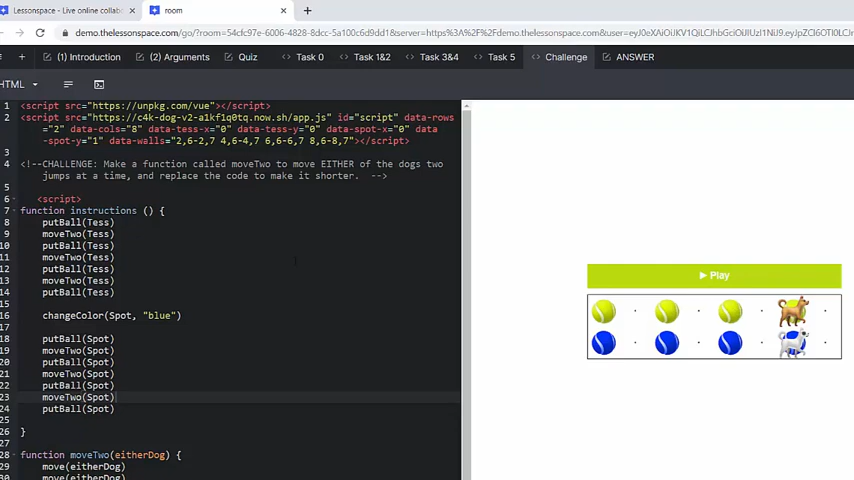 Lessonspace - Live online collab
room
demo.thelessonspace.com/go/?room=54cfc97e-6006-4828-8dcc-5a100c6d9dd1&server=https%3A%2F%2Fdemo.thelessonspace.com&user=eyJ0eXAiOiJKV1QiLCJhbGciOiJIUzI1NiJ9.eyJpZCI6OTI0LCJ
(1) Introduction
(2) Arguments
Quiz
Task 0
Task 1&2
Task 3&4
Task 5
Challenge
ANSWER
HTML
1 <script src="https://unpkg.com/vue"></script>
2 <script src="https://c4k-dog-v2-a1kf1q0tq.now.sh/app.js" id="script" data-rows
="2" data-cols="8" data-tess-x="0" data-tess-y="0" data-spot-x="0" data
-spot-y="1" data-walls="2,6-2,7 4,6-4,7 6,6-6,7 8,6-8,7"></script>
3
4 <!--CHALLENGE: Make a function called moveTwo to move EITHER of the dogs two
jumps at a time, and replace the code to make it shorter. -->
5
6 <script>
7 function instructions () {
8 putBall(Tess)
9 moveTwo(Tess)
10 putBall(Tess)
11 moveTwo(Tess)
12 putBall(Tess)
13 moveTwo(Tess)
14 putBall(Tess)
15
16 changeColor(Spot, "blue")
17
18 putBall(Spot)
19 moveTwo(Spot)
20 putBall(Spot)
21 moveTwo(Spot)
22 putBall(Spot)
23 moveTwo(Spot)
24 putBall(Spot)
25
26 }
27
28 function moveTwo(eitherDog) {
29 move(eitherDog)
30 move(eitherDog)
Play